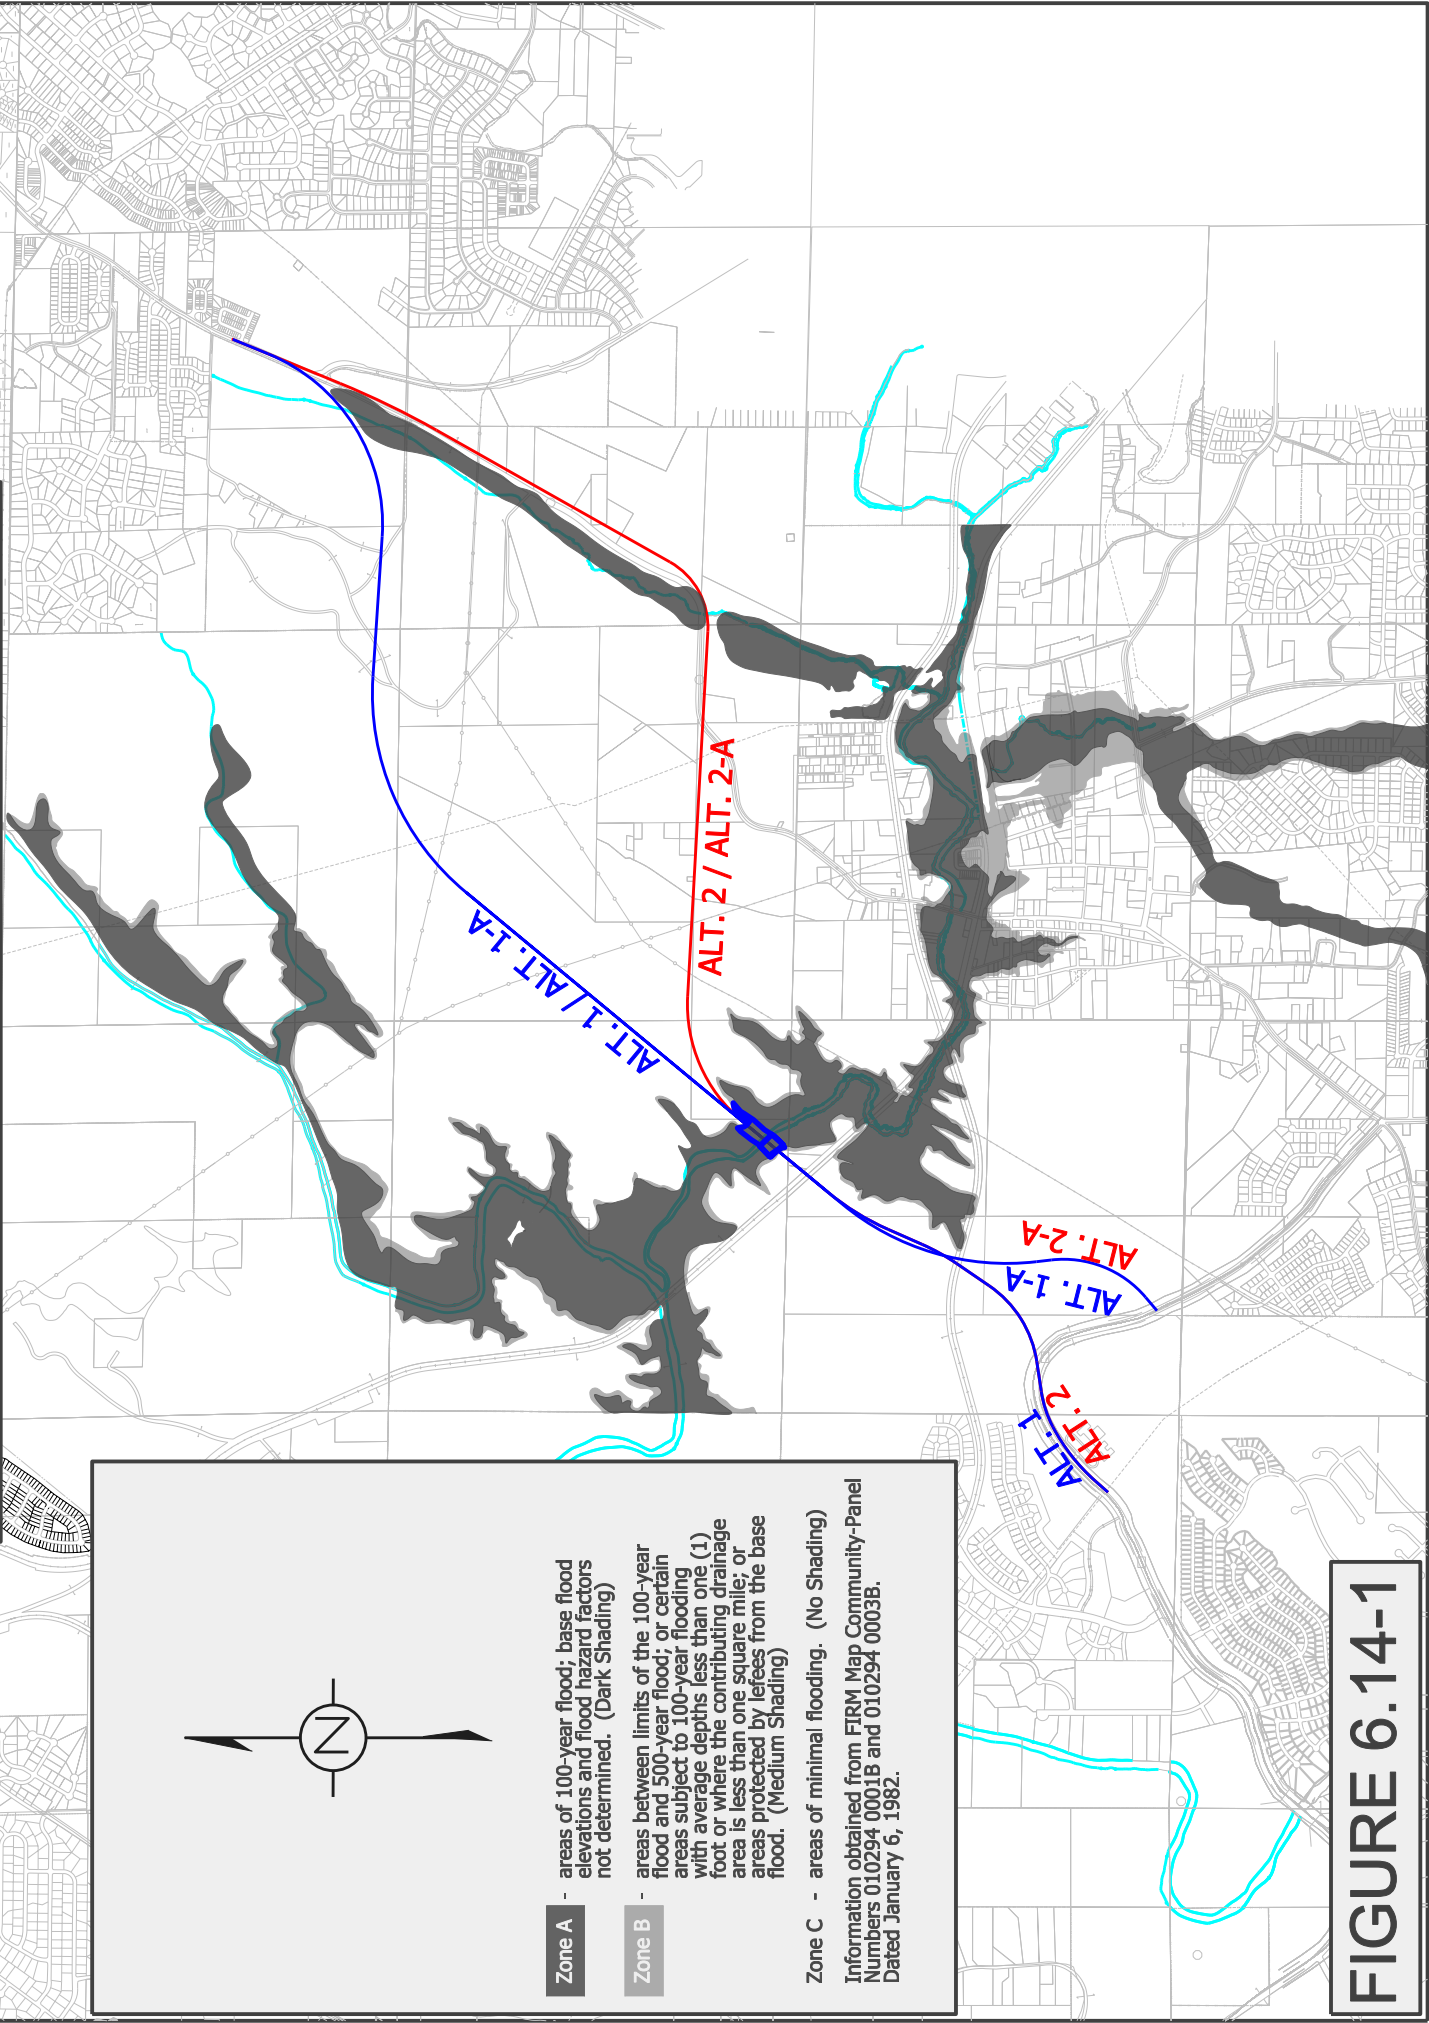 N
Zone A - areas of 100-year flood; base flood
elevations and flood hazard factors
not determined. (Dark Shading)
Zone B - areas between limits of the 100-year
flood and 500-year flood; or certain
areas subject to 100-year flooding
with average depths less than one (1)
foot or where the contributing drainage
area is less than one square mile; or
areas protected by lefees from the base
flood. (Medium Shading)
Zone C - areas of minimal flooding. (No Shading)
Information obtained from FIRM Map Community-Panel
Numbers 010294 0001B and 010294 0003B.
Dated January 6, 1982.
ALT. 1 / ALT. 1-A
ALT. 2 / ALT. 2-A
ALT. 2-A
ALT. 1-A
ALT. 1
ALT. 2
FIGURE 6.14-1